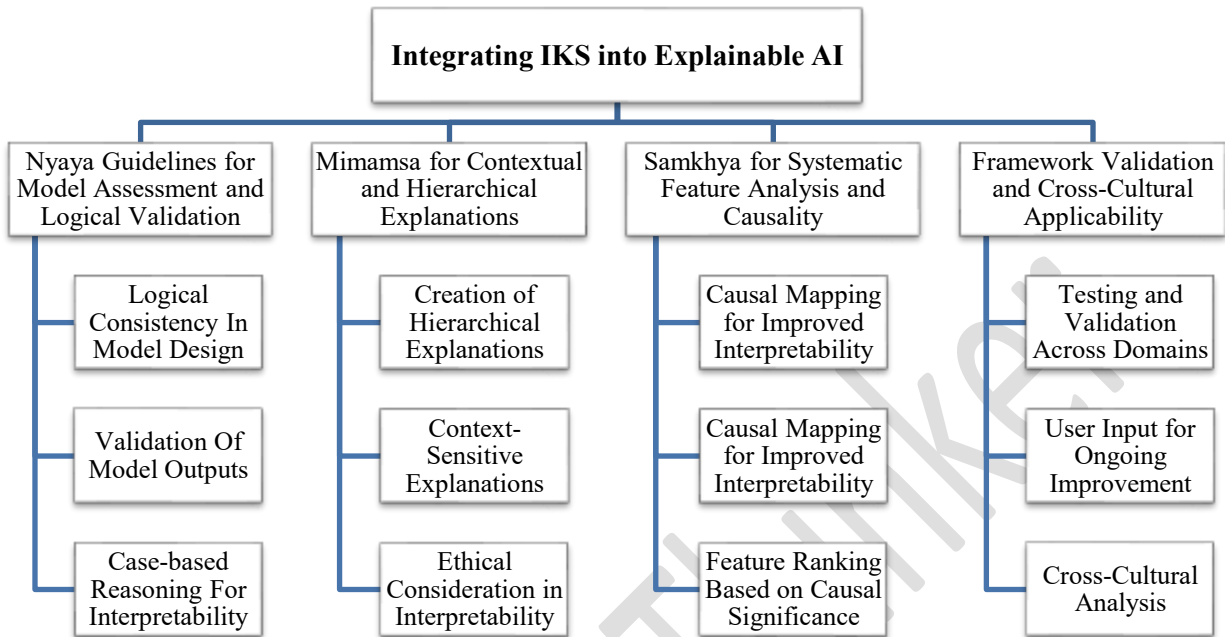 Integrating IKS into Explainable AI
Nyaya Guidelines for
Model Assessment and
Logical Validation
Logical
Consistency In
Model Design
Validation Of
Model Outputs
Case-based
Reasoning For
Interpretability
Mimamsa for Contextual
and Hierarchical
Explanations
Creation of
Hierarchical
Explanations
Context-
Sensitive
Explanations
Ethical
Consideration in
Interpretability
Samkhya for Systematic
Feature Analysis and
Causality
Causal Mapping
for Improved
Interpretability
Causal Mapping
for Improved
Interpretability
Feature Ranking
Based on Causal
Significance
Framework Validation
and Cross-Cultural
Applicability
Testing and
Validation
Across Domains
User Input for
Ongoing
Improvement
Cross-Cultural
Analysis